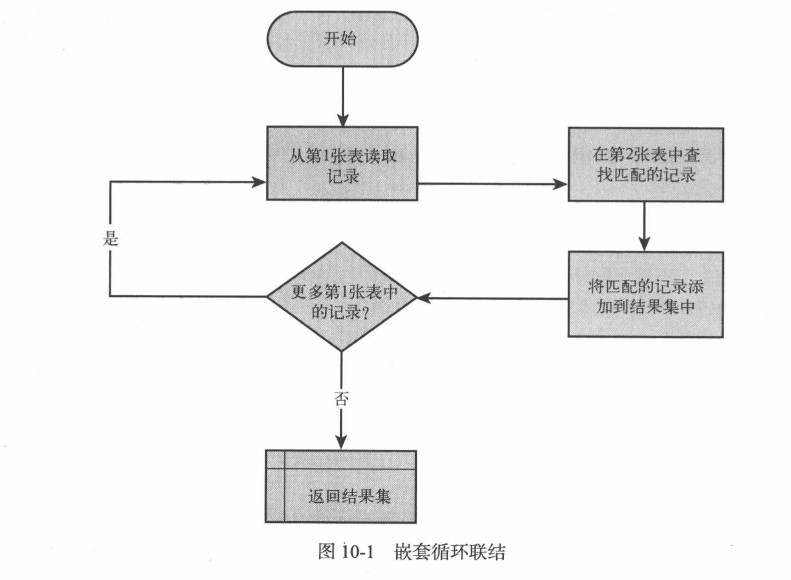 开始
从第1张表读取
记录
在第2张表中查
找匹配的记录
是
更多第1张表中
的记录?
将匹配的记录添
加到结果集中
否
返回结果集
图 10-1 嵌套循环联结